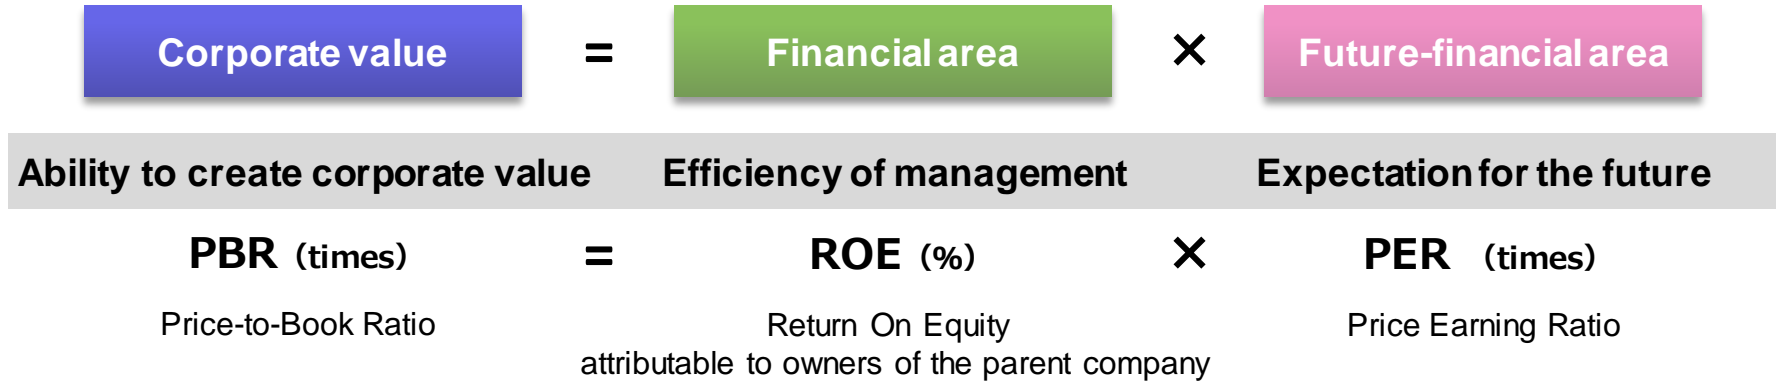 Corporate value = Financial area × Future-financial area
Ability to create corporate value Efficiency of management Expectation for the future
PBR (times) = ROE (%) × PER (times)
Price-to-Book Ratio Return On Equity Price Earning Ratio
attributable to owners of the parent company